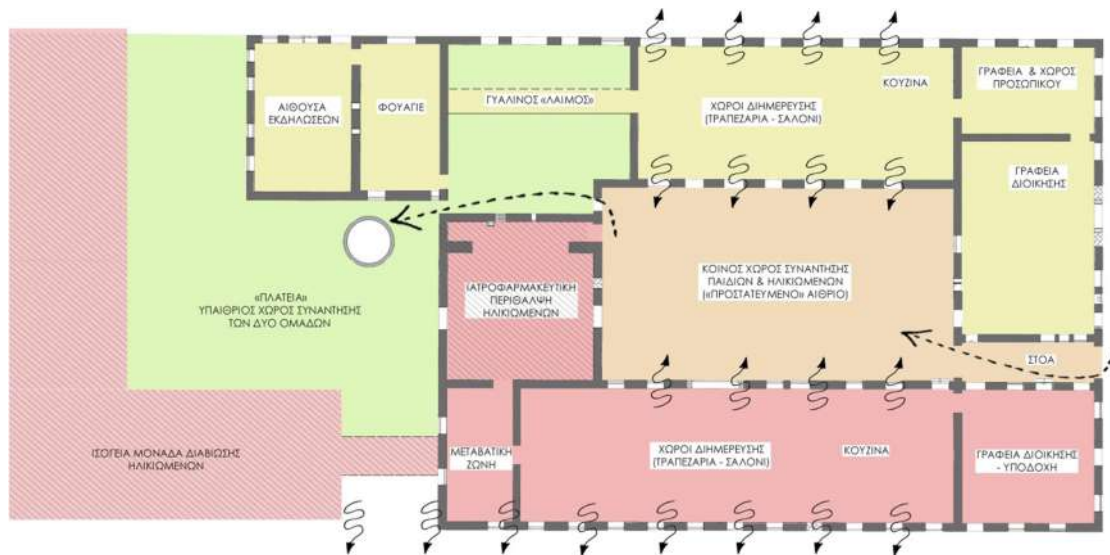 ΑΙΘΟΥΣΑ
ΕΚΔΗΛΩΣΕΩΝ
ΦΟΥΑΓΙΕ
ΓΥΑΛΙΝΟΣ «ΛΑΙΜΟΣ»
ΚΟΥΖΙΝΑ
ΧΩΡΟΙ ΔΙΗΜΕΡΕΥΣΗΣ
(ΤΡΑΠΕΖΑΡΙΑ - ΣΑΛΟΝΙ)
ΓΡΑΦΕΙΑ & ΧΩΡΟΣ
ΠΡΟΣΩΠΙΚΟΥ
ΓΡΑΦΕΙΑ
ΔΙΟΙΚΗΣΗΣ
«ΠΛΑΤΕΙΑ»
ΥΠΑΙΘΡΙΟΣ ΧΩΡΟΣ ΣΥΝΑΝΤΗΣΗΣ
ΤΩΝ ΔΥΟ ΟΜΑΔΩΝ
ΙΑΤΡΟΦΑΡΜΑΚΕΥΤΙΚΗ
ΠΕΡΙΘΑΛΨΗ
ΗΛΙΚΙΩΜΕΝΩΝ
ΚΟΙΝΟΣ ΧΩΡΟΣ ΣΥΝΑΝΤΗΣΗΣ
ΠΑΙΔΙΩΝ & ΗΛΙΚΙΩΜΕΝΩΝ
(«ΠΡΟΣΤΑΤΕΥΜΕΝΟ» ΑΙΘΡΙΟ)
ΣΤΟΑ
ΙΣΟΓΕΙΑ ΜΟΝΑΔΑ ΔΙΑΒΙΩΣΗΣ
ΗΛΙΚΙΩΜΕΝΩΝ
ΜΕΤΑΒΑΤΙΚΗ
ΖΩΝΗ
ΧΩΡΟΙ ΔΙΗΜΕΡΕΥΣΗΣ
(ΤΡΑΠΕΖΑΡΙΑ - ΣΑΛΟΝΙ)
ΚΟΥΖΙΝΑ
ΓΡΑΦΕΙΑ ΔΙΟΙΚΗΣΗΣ
- ΥΠΟΔΟΧΗ